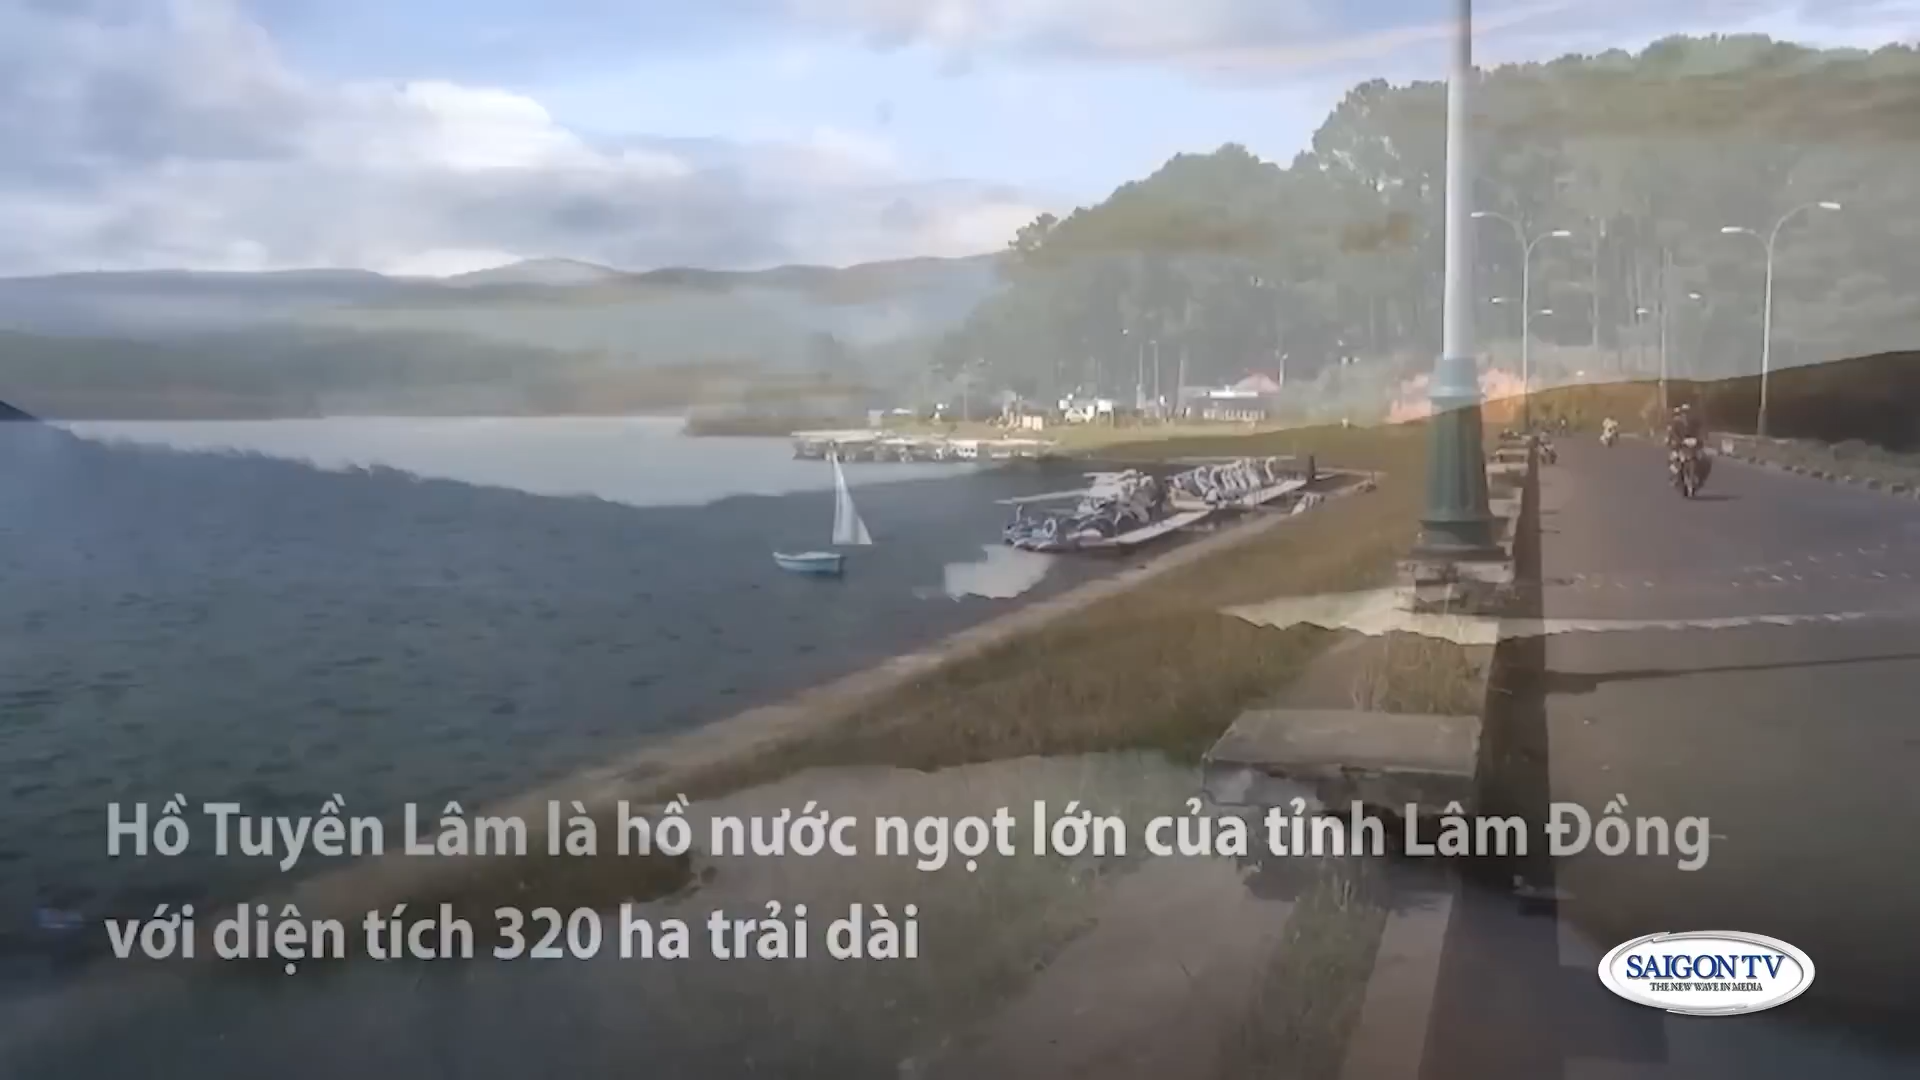 Hồ Tuyền Lâm là hồ nước ngọt lớn của tỉnh Lâm Đồng
với diện tích 320 ha trải dài
SAIGON TV
THE NEW WAVE IN MEDIA